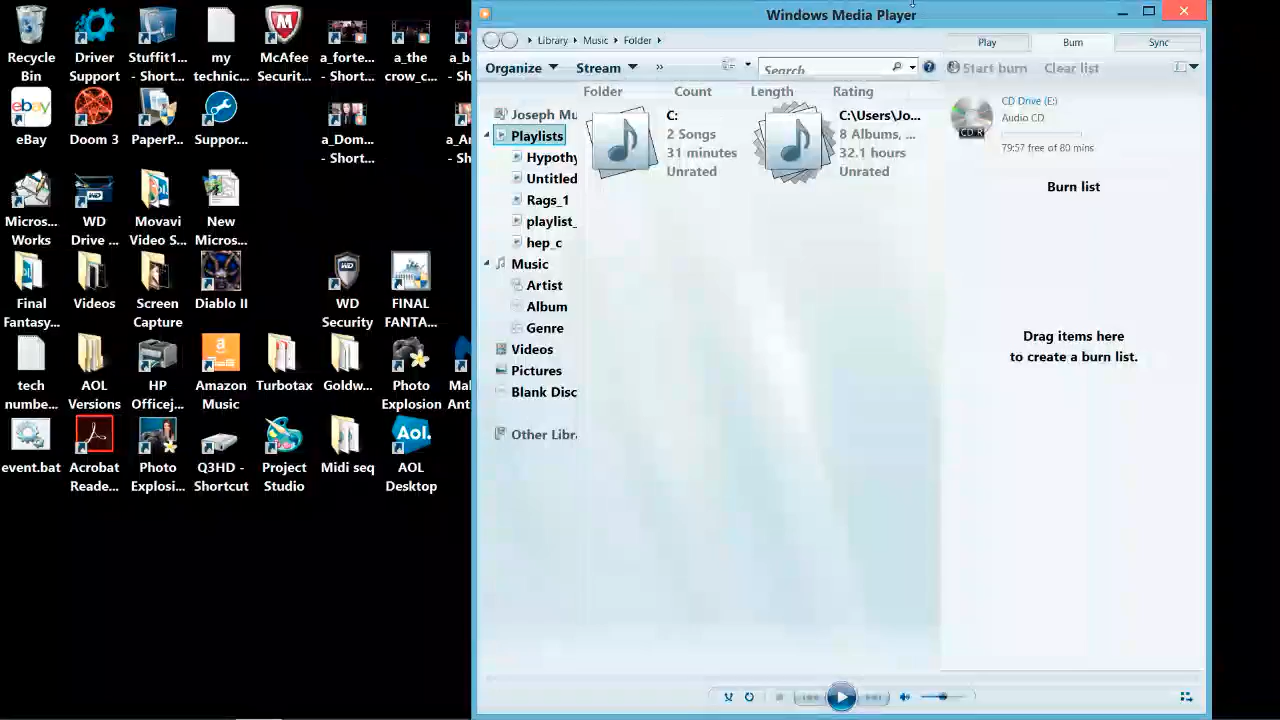 Recycle Bin
Driver Support
Stuffit1... - Short...
my technic...
McAfee Securit...
a_forte... - Short...
a_the crow_c...
eBay
Doom 3
PaperP...
Suppor...
a_Dom... - Short...
Micros... Works
WD Drive ...
Movavi Video S...
New Micros...
Final Fantasy...
Videos
Screen Capture
Diablo II
WD Security
FINAL FANTA...
tech numbe...
AOL Versions
HP Officej...
Amazon Music
Turbotax
Goldw...
Photo Explosion
event.bat
Acrobat Reade...
Photo Explosi...
Q3HD - Shortcut
Project Studio
Midi seq
AOL Desktop
Windows Media Player
Library Music Folder
Play Burn Sync
Organize Stream » Search
Start burn Clear list
Folder Count Length Rating
Joseph Mu
Playlists
Hypothy
Untitled
Rags_1
playlist_
hep_c
Music
Artist
Album
Genre
Videos
Pictures
Blank Disc
Other Libra
C:
2 Songs
31 minutes
Unrated
C:\Users\Jo...
8 Albums, ...
32.1 hours
Unrated
CD Drive (E:)
Audio CD
CD R
79:57 free of 80 mins
Burn list
Drag items here
to create a burn list.